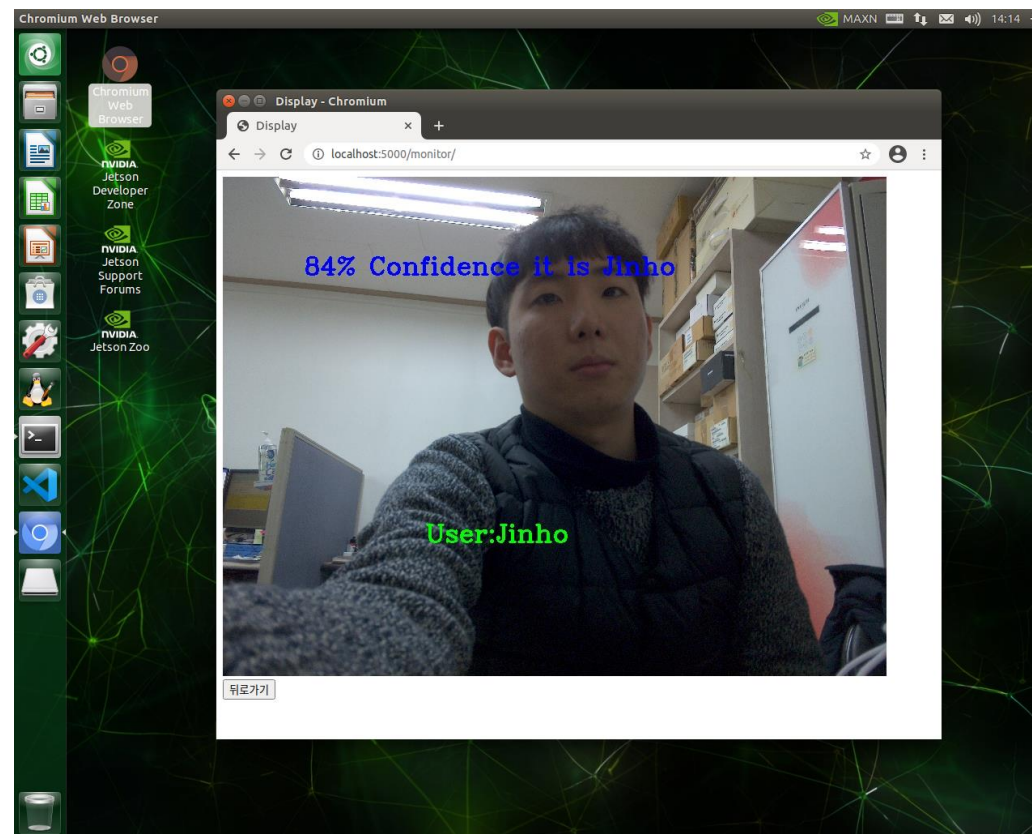 Chromium Web Browser
MAXN
14:14
Chromium
Web
Browser
NVIDIA
Jetson
Developer
Zone
NVIDIA
Jetson
Support
Forums
NVIDIA
Jetson Zoo
Display - Chromium
Display
localhost:5000/monitor/
84% Confidence it is Jinho
User:Jinho
뒤로가기